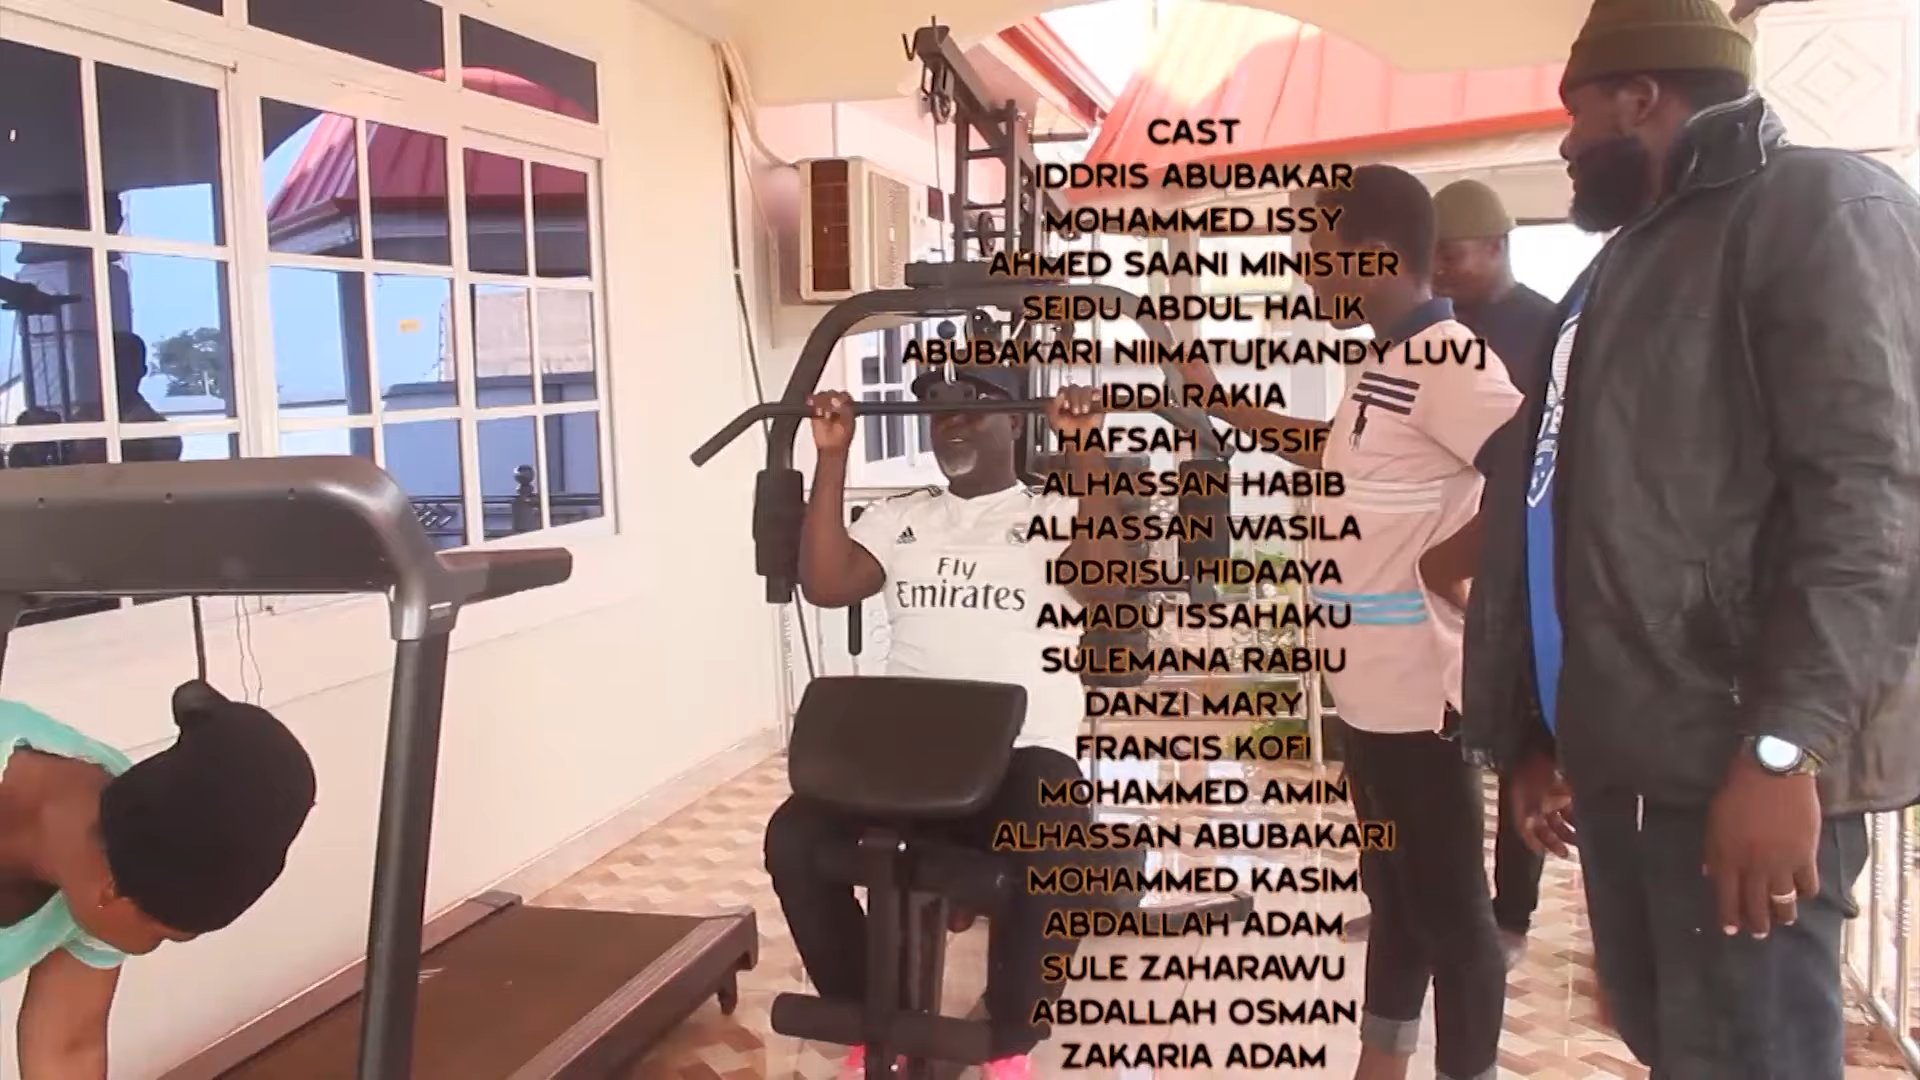 CAST
IDDRIS ABUBAKAR
MOHAMMED ISSY
AHMED SAANI MINISTER
SEIDU ABDUL HALIK
ABUBAKARI NIIMATU[KANDY LUV]
IDDI RAKIA
HAFSAH YUSSIF
ALHASSAN HABIB
ALHASSAN WASILA
IDDRISU HIDAAYA
AMADU ISSAHAKU
SULEMANA RABIU
DANZI MARY
FRANCIS KOFI
MOHAMMED AMIN
ALHASSAN ABUBAKARI
MOHAMMED KASIM
ABDALLAH ADAM
SULE ZAHARAWU
ABDALLAH OSMAN
ZAKARIA ADAM
Fly
Emirates